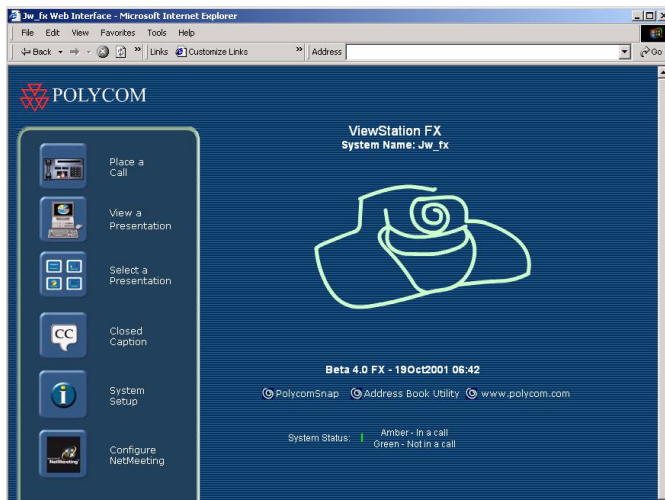 Jw_fx Web Interface - Microsoft Internet Explorer
File Edit View Favorites Tools Help
Back » Links Customize Links » Address Go
POLYCOM
ViewStation FX
System Name: Jw_fx
Place a
Call
View a
Presentation
Select a
Presentation
CC
Closed
Caption
i
System
Setup
NetMeeting
Configure
NetMeeting
Beta 4.0 FX - 19Oct2001 06:42
PolycomSnap Address Book Utility www.polycom.com
System Status: Amber - In a call
Green - Not in a call